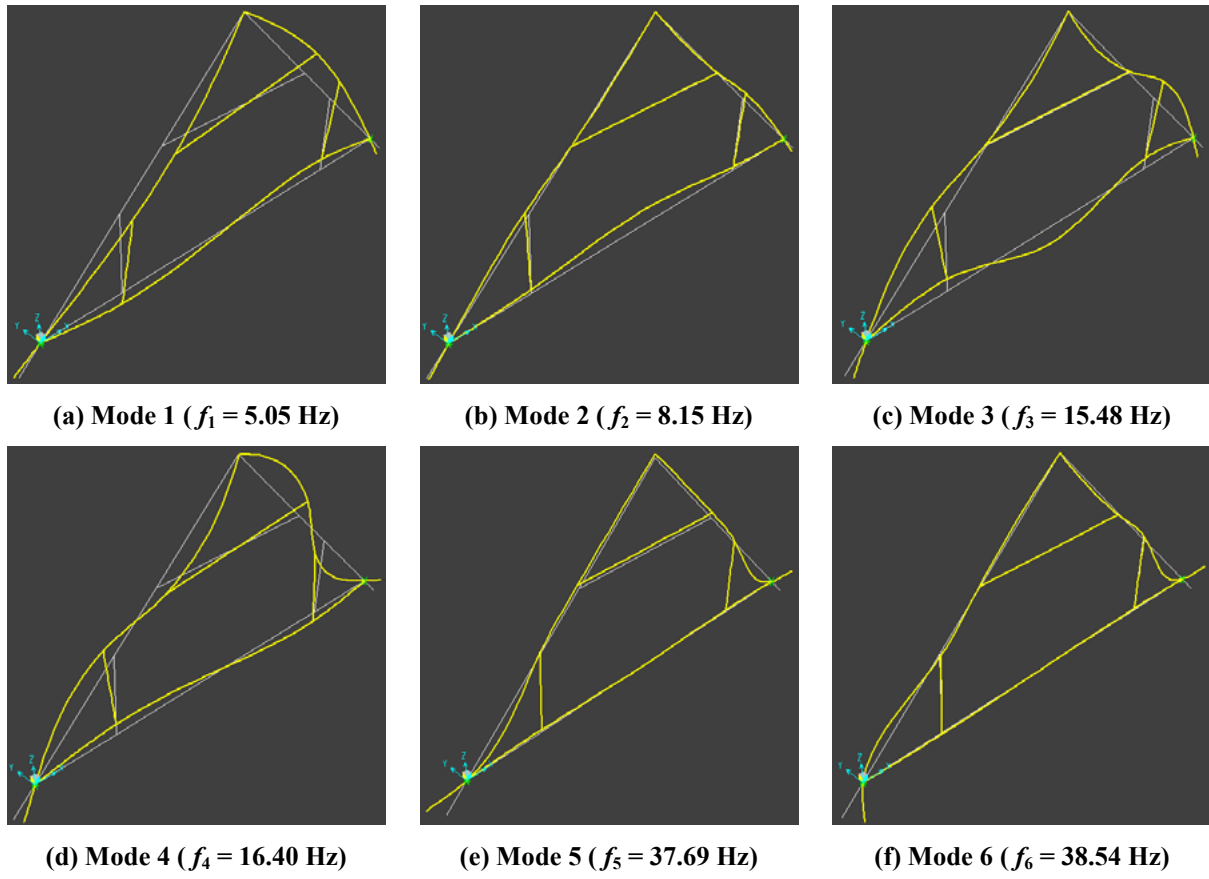 Z
Y
X
Z
Y
X
Z
Y
X
(a) Mode 1 ( f₁ = 5.05 Hz)
(b) Mode 2 ( f₂ = 8.15 Hz)
(c) Mode 3 ( f₃ = 15.48 Hz)
Z
Y
Z
Y
Z
Y
(d) Mode 4 ( f₄ = 16.40 Hz)
(e) Mode 5 ( f₅ = 37.69 Hz)
(f) Mode 6 ( f₆ = 38.54 Hz)